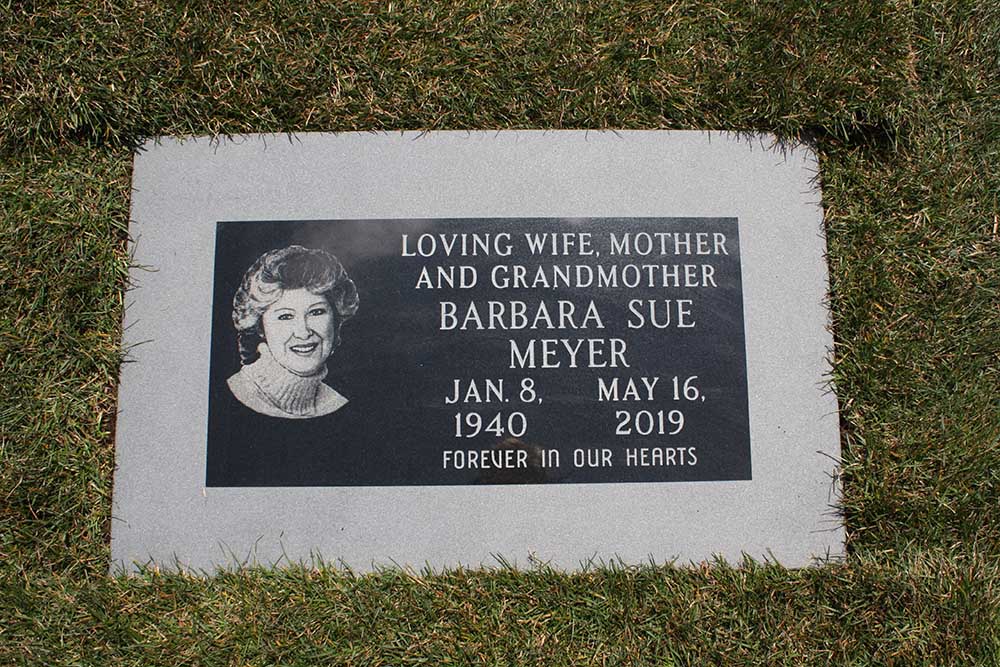 LOVING WIFE, MOTHER
AND GRANDMOTHER
BARBARA SUE
MEYER
JAN. 8, MAY 16,
1940 2019
FOREVER IN OUR HEARTS